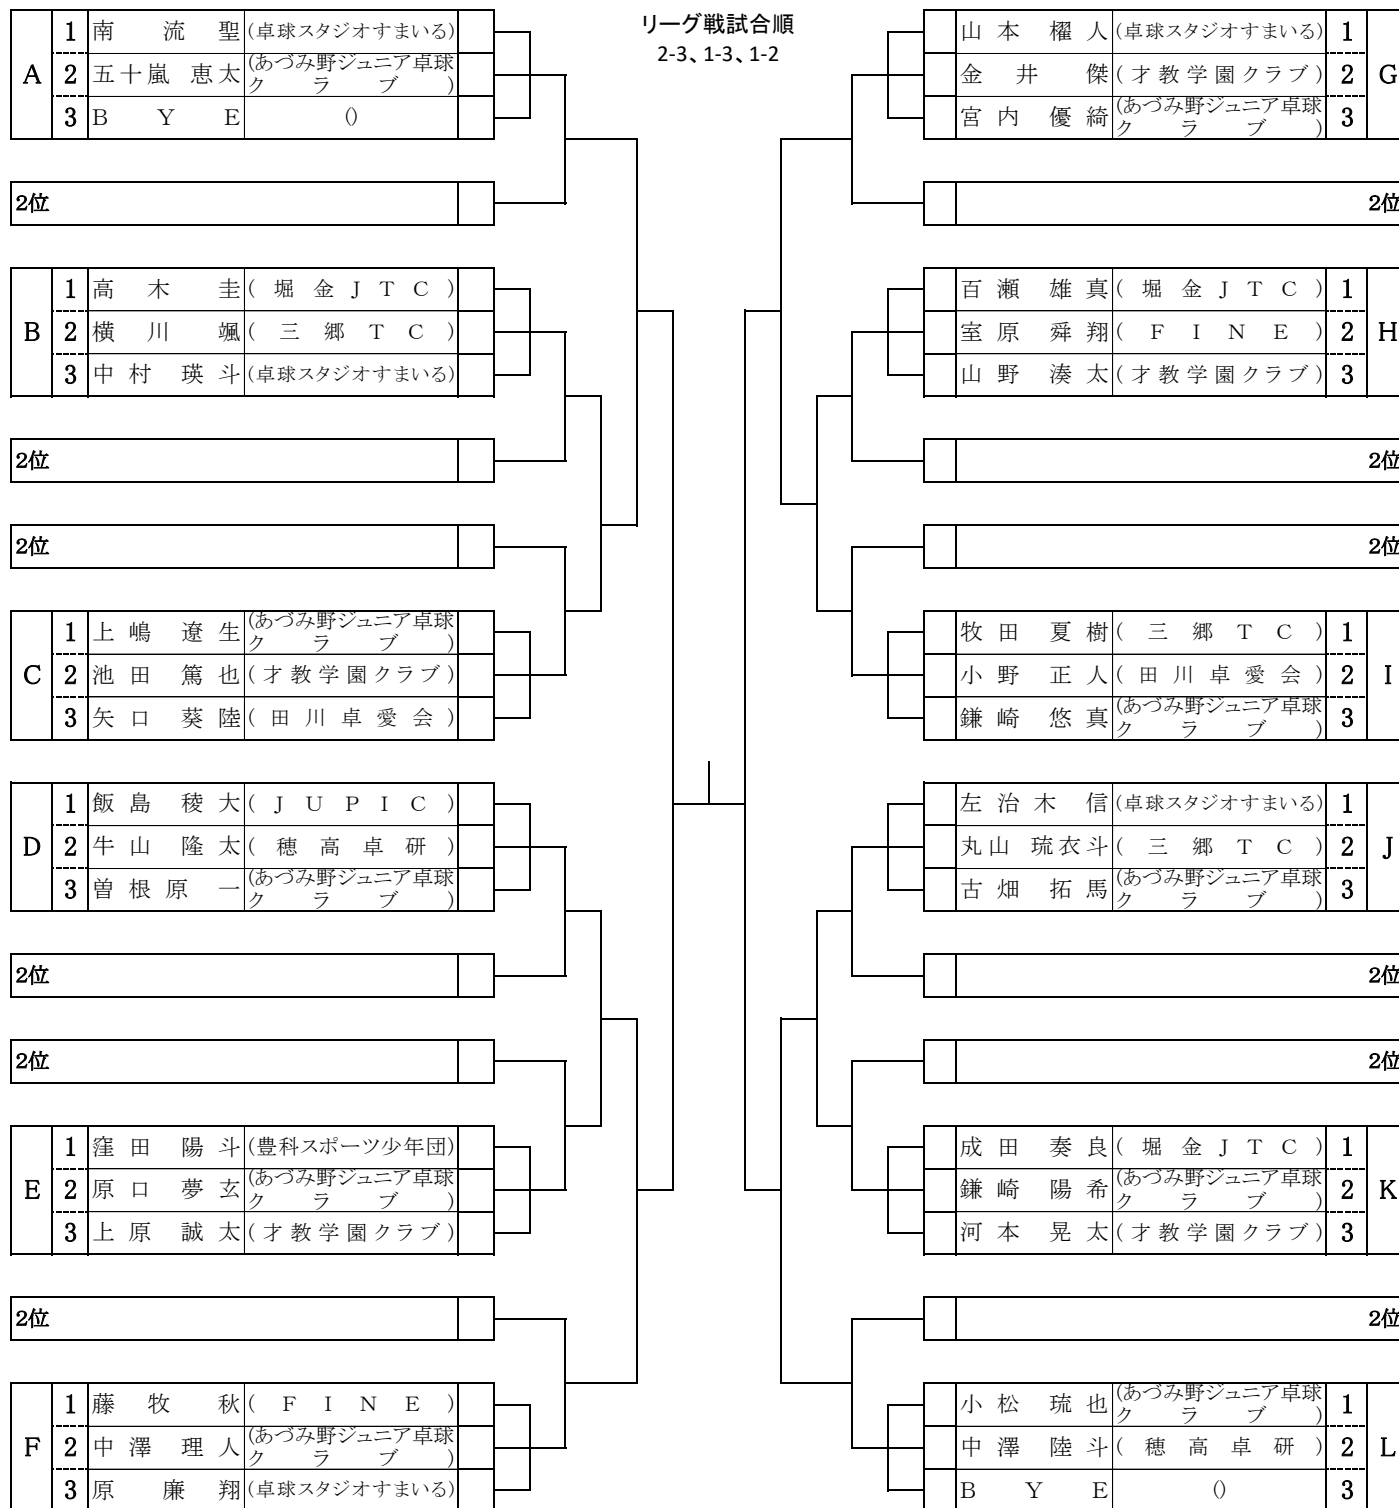 リーグ戦試合順
2-3、1-3、1-2
A
1 南 流 聖 (卓球スタジオすまいる)
2 五十嵐 恵太 (あづみ野ジュニア卓球クラブ)
3 B Y E ()
2位
B
1 高 木 圭 (堀金JTC)
2 横 川 颯 (三郷TC)
3 中村 瑛斗 (卓球スタジオすまいる)
2位
2位
C
1 上嶋 遼生 (あづみ野ジュニア卓球クラブ)
2 池田 篤也 (才教学園クラブ)
3 矢口 葵陸 (田川卓愛会)
D
1 飯島 稜大 (JUPIC)
2 牛山 隆太 (穂高卓研)
3 曽根原 一 (あづみ野ジュニア卓球クラブ)
2位
2位
E
1 窪田 陽斗 (豊科スポーツ少年団)
2 原口 夢玄 (あづみ野ジュニア卓球クラブ)
3 上原 誠太 (才教学園クラブ)
2位
F
1 藤 牧 秋 (FINE)
2 中澤 理人 (あづみ野ジュニア卓球クラブ)
3 原 廉 翔 (卓球スタジオすまいる)
山本 櫂人 (卓球スタジオすまいる) 1
金 井 傑 (才教学園クラブ) 2
宮内 優綺 (あづみ野ジュニア卓球クラブ) 3
G
2位
百瀬 雄真 (堀金JTC) 1
室原 舜翔 (FINE) 2
山野 湊太 (才教学園クラブ) 3
H
2位
2位
牧田 夏樹 (三郷TC) 1
小野 正人 (田川卓愛会) 2
鎌崎 悠真 (あづみ野ジュニア卓球クラブ) 3
I
左治木 信 (卓球スタジオすまいる) 1
丸山 琉衣斗 (三郷TC) 2
古畑 拓馬 (あづみ野ジュニア卓球クラブ) 3
J
2位
2位
成田 奏良 (堀金JTC) 1
鎌崎 陽希 (あづみ野ジュニア卓球クラブ) 2
河本 晃太 (才教学園クラブ) 3
K
2位
小松 琉也 (あづみ野ジュニア卓球クラブ) 1
中澤 陸斗 (穂高卓研) 2
B Y E () 3
L